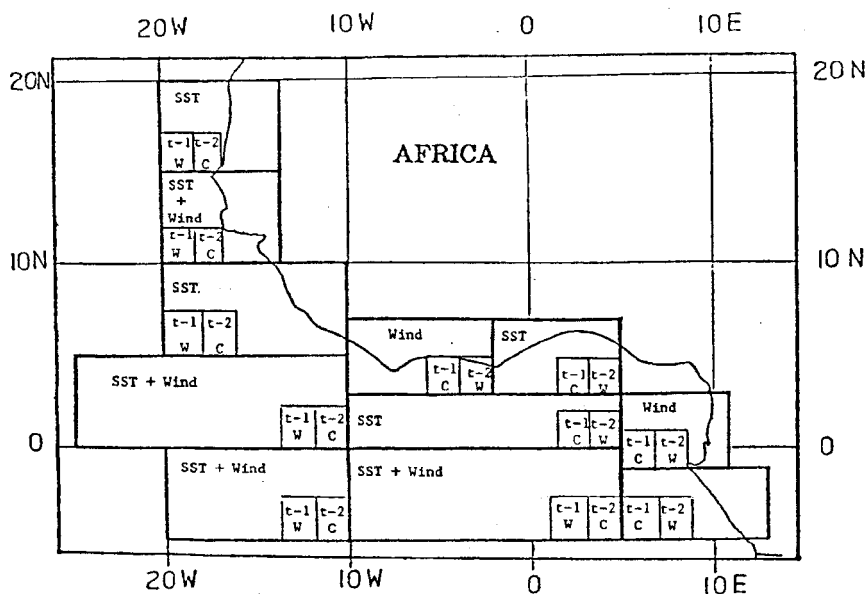 20W 10W 0 10E
20N 20N
SST
t-1 t-2
W C
AFRICA
SST
+
Wind
t-1 t-2
W C
10N 10N
SST.
t-1 t-2
W C
Wind SST
t-1 t-2 t-1 t-2
C W C W
SST + Wind
t-1 t-2
W C
SST
t-1 t-2
C W
Wind
t-1 t-2
C W
0 0
SST + Wind SST + Wind
t-1 t-2 t-1 t-2 t-1 t-2
W C W C C W
20W 10W 0 10E